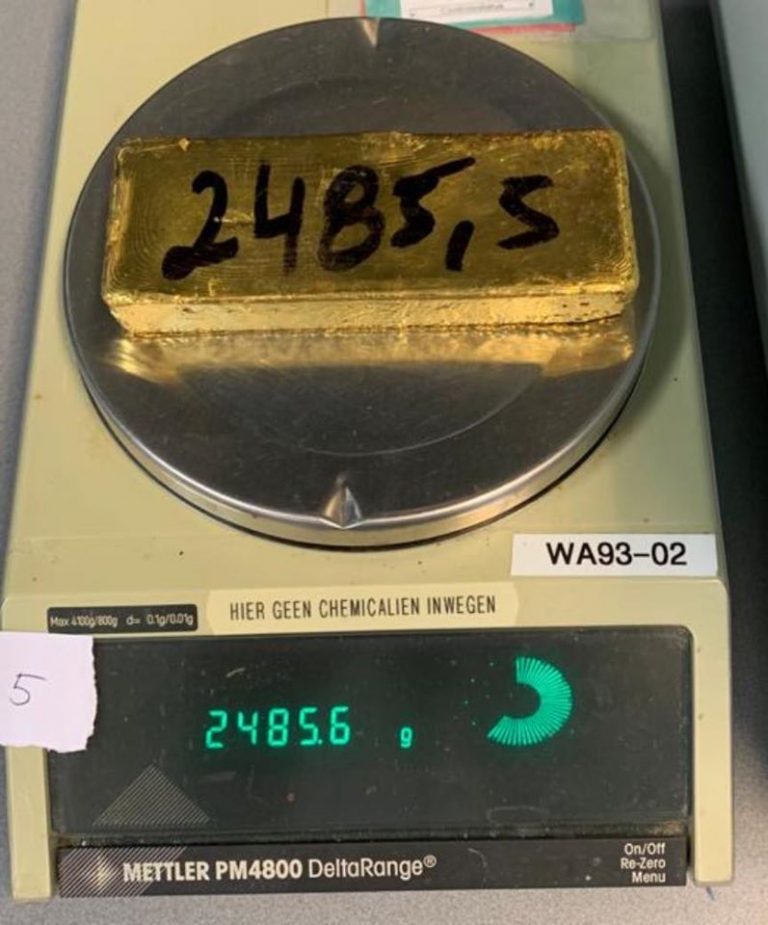 2485,5
WA93-02
HIER GEEN CHEMICALIEN INWEGEN
Max 4100g/800g d= 0.1g/0.01g
5
2485.6 g
METTLER PM4800 DeltaRange®
On/Off
Re-Zero
Menu